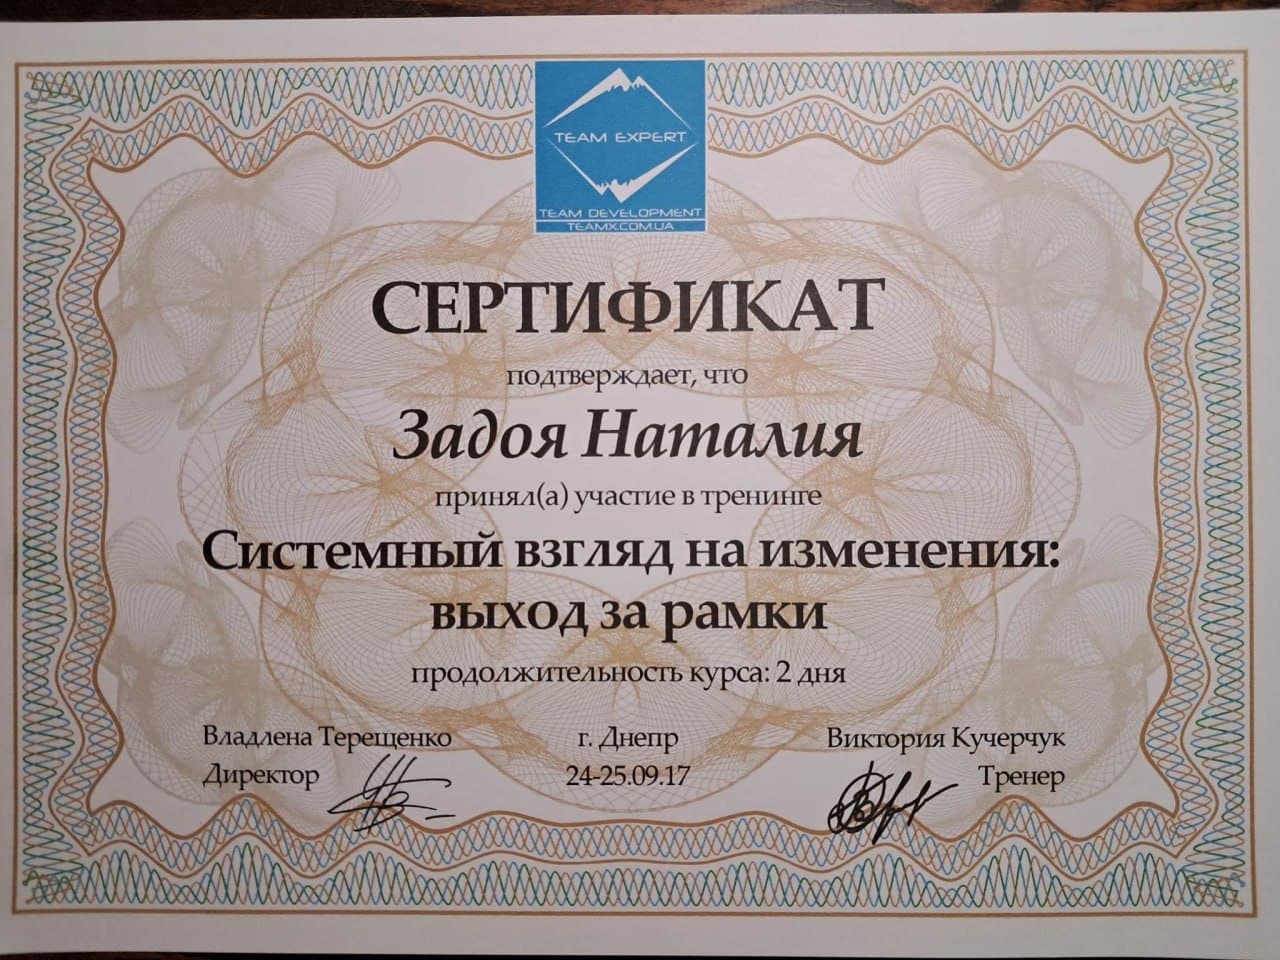 TEAM EXPERT
TEAM DEVELOPMENT
TEAMX.COM.UA
СЕРТИФИКАТ
подтверждает, что
Задоя Наталия
принял(а) участие в тренинге
Системный взгляд на изменения:
выход за рамки
продолжительность курса: 2 дня
Владлена Терещенко
Директор
г. Днепр
24-25.09.17
Виктория Кучерчук
Тренер